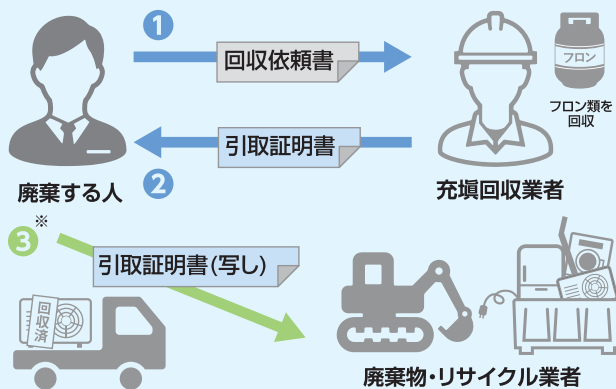 1
回収依頼書
フロン
フロン類を
回収
引取証明書
2
廃棄する人
充塡回収業者
※
3
引取証明書(写し)
回収済
廃棄物・リサイクル業者